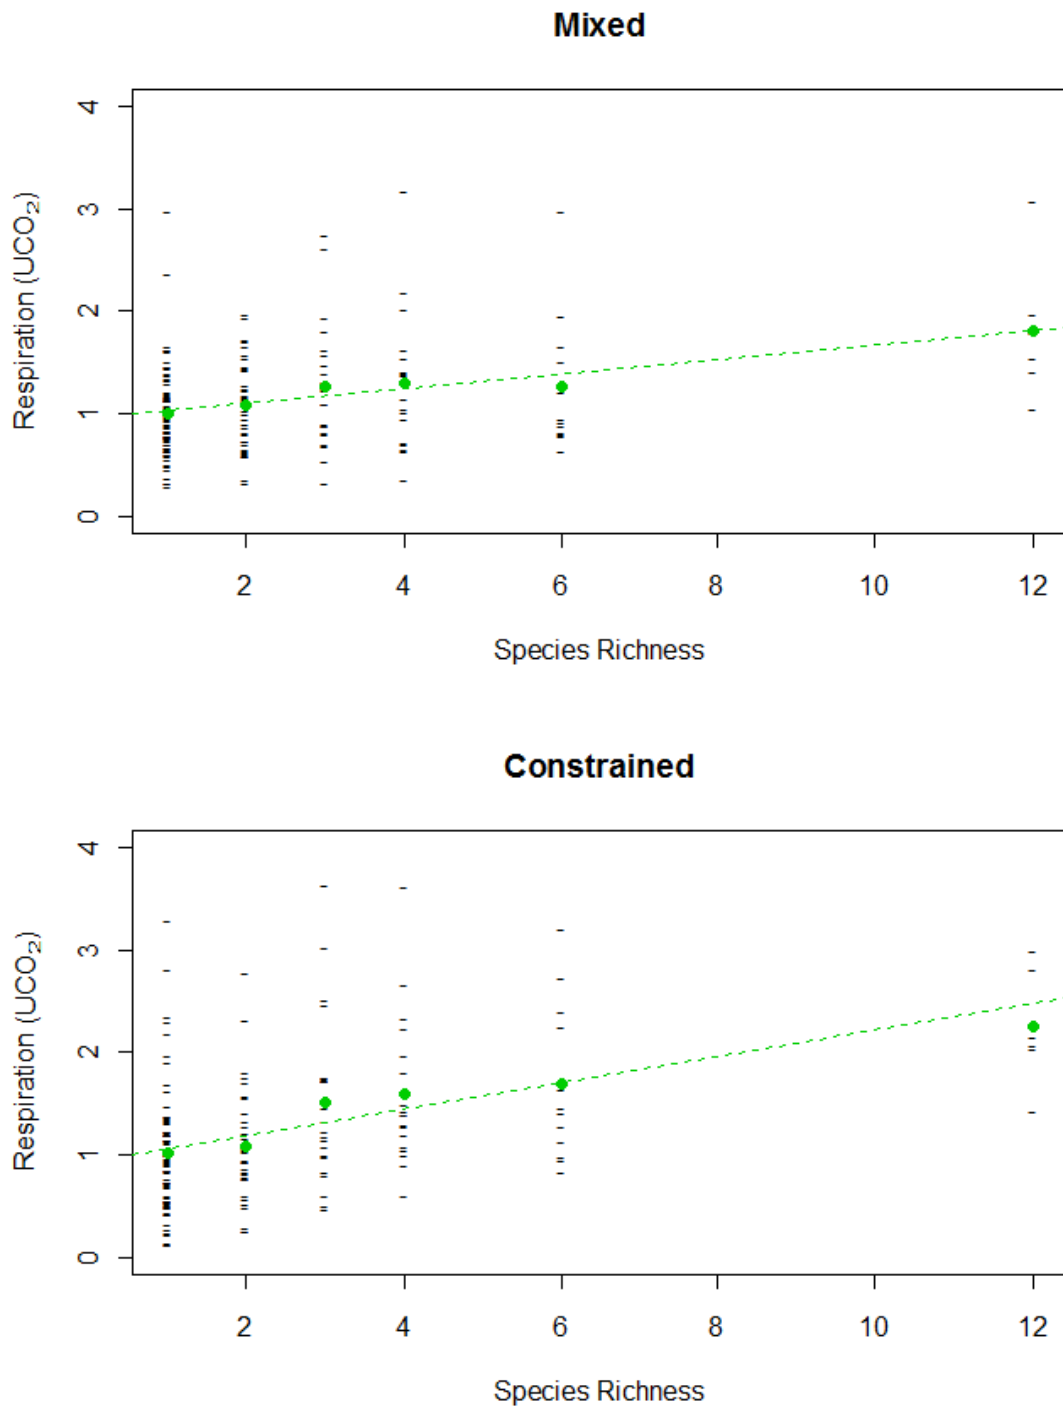 Mixed
4
3
2
1
0
Respiration (UCO₂)
2 4 6 8 10 12
Species Richness
Constrained
4
3
2
1
0
Respiration (UCO₂)
2 4 6 8 10 12
Species Richness